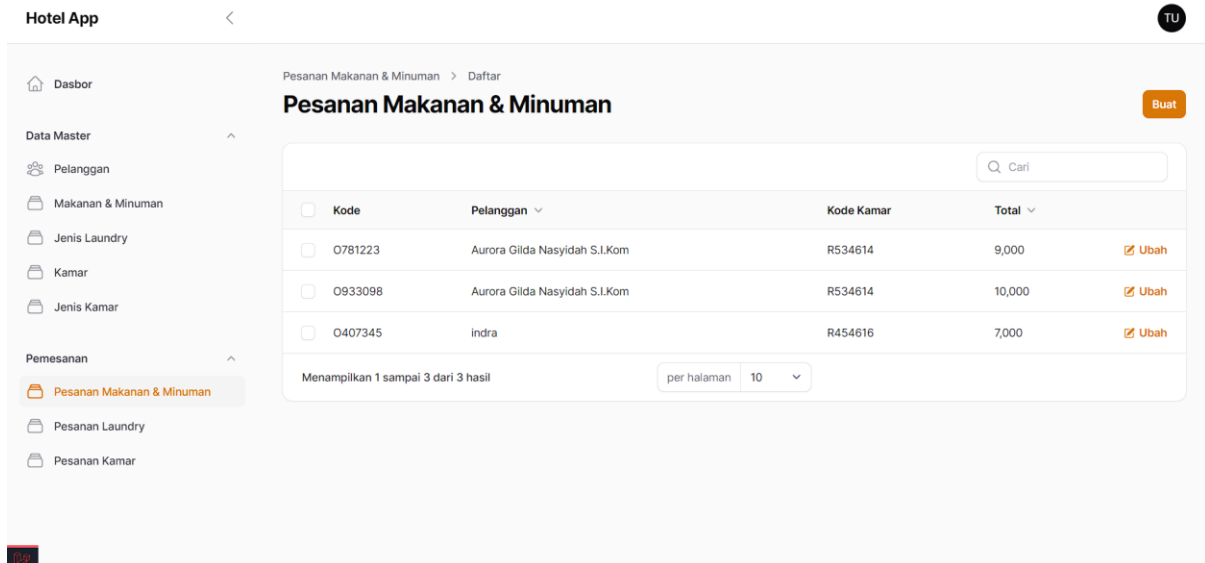 Hotel App
TU
Dasbor
Data Master
Pelanggan
Makanan & Minuman
Jenis Laundry
Kamar
Jenis Kamar
Pemesanan
Pesanan Makanan & Minuman
Pesanan Laundry
Pesanan Kamar
Pesanan Makanan & Minuman > Daftar
Pesanan Makanan & Minuman
Buat
Cari
Kode Pelanggan Kode Kamar Total
O781223 Aurora Gilda Nasyidah S.I.Kom R534614 9,000 Ubah
O933098 Aurora Gilda Nasyidah S.I.Kom R534614 10,000 Ubah
O407345 indra R454616 7,000 Ubah
Menampilkan 1 sampai 3 dari 3 hasil per halaman 10